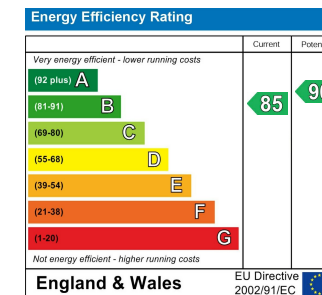 Energy Efficiency Rating
Current
Very energy efficient - lower running costs
(92 plus) A
(81-91) B
85
(69-80) C
(55-68) D
(39-54) E
(21-38) F
(1-20) G
Not energy efficient - higher running costs
England & Wales
EU Directive
2002/91/EC